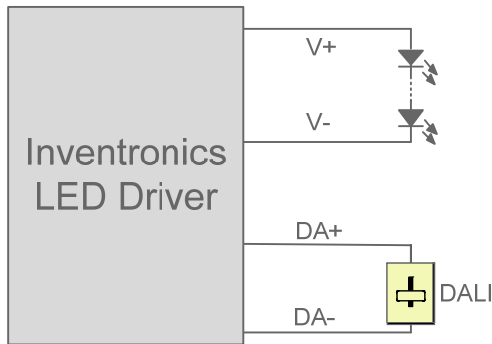 Inventronics
LED Driver
V+
V-
DA+
DALI
DA-